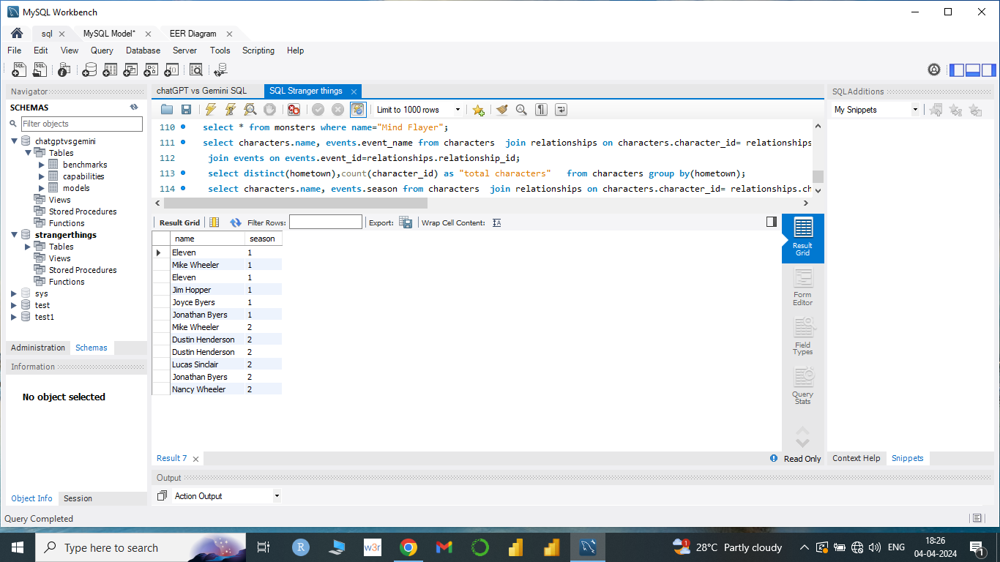 MySQL Workbench
sql
MySQL Model*
EER Diagram
File Edit View Query Database Server Tools Scripting Help
Navigator
SCHEMAS
Filter objects
chatgptvsgemini
Tables
benchmarks
capabilities
models
Views
Stored Procedures
Functions
strangerthings
Tables
Views
Stored Procedures
Functions
sys
test
test1
Administration Schemas
Information
No object selected
Object Info Session
chatGPT vs Gemini SQL
SQL Stranger things
Limit to 1000 rows
110 select * from monsters where name="Mind Flayer";
111 select characters.name, events.event_name from characters join relationships on characters.character_id= relationships
112 join events on events.event_id=relationships.relationship_id;
113 select distinct(hometown),count(character_id) as "total characters" from characters group by(hometown);
114 select characters.name, events.season from characters join relationships on characters.character_id= relationships.ch
Result Grid Filter Rows: Export: Wrap Cell Content:
name season
Eleven 1
Mike Wheeler 1
Eleven 1
Jim Hopper 1
Joyce Byers 1
Jonathan Byers 1
Mike Wheeler 2
Dustin Henderson 2
Dustin Henderson 2
Lucas Sinclair 2
Jonathan Byers 2
Nancy Wheeler 2
Result
Grid
Form
Editor
Field
Types
Query
Stats
Result 7
Read Only
Output
Action Output
SQLAdditions
My Snippets
Context Help Snippets
Query Completed
Type here to search
R
w3r
28°C Partly cloudy
ENG
18:26
04-04-2024
1